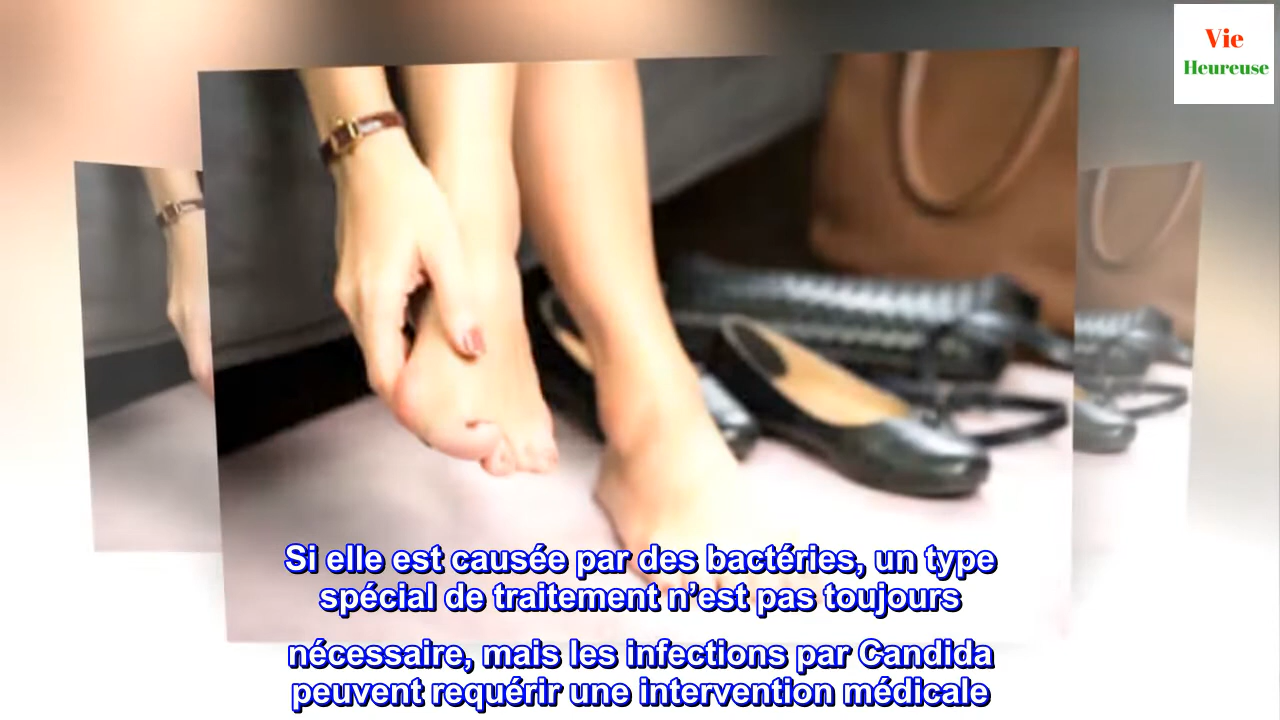 Vie
Heureuse
Si elle est causée par des bactéries, un type
spécial de traitement n’est pas toujours
nécessaire, mais les infections par Candida
peuvent requérir une intervention médicale